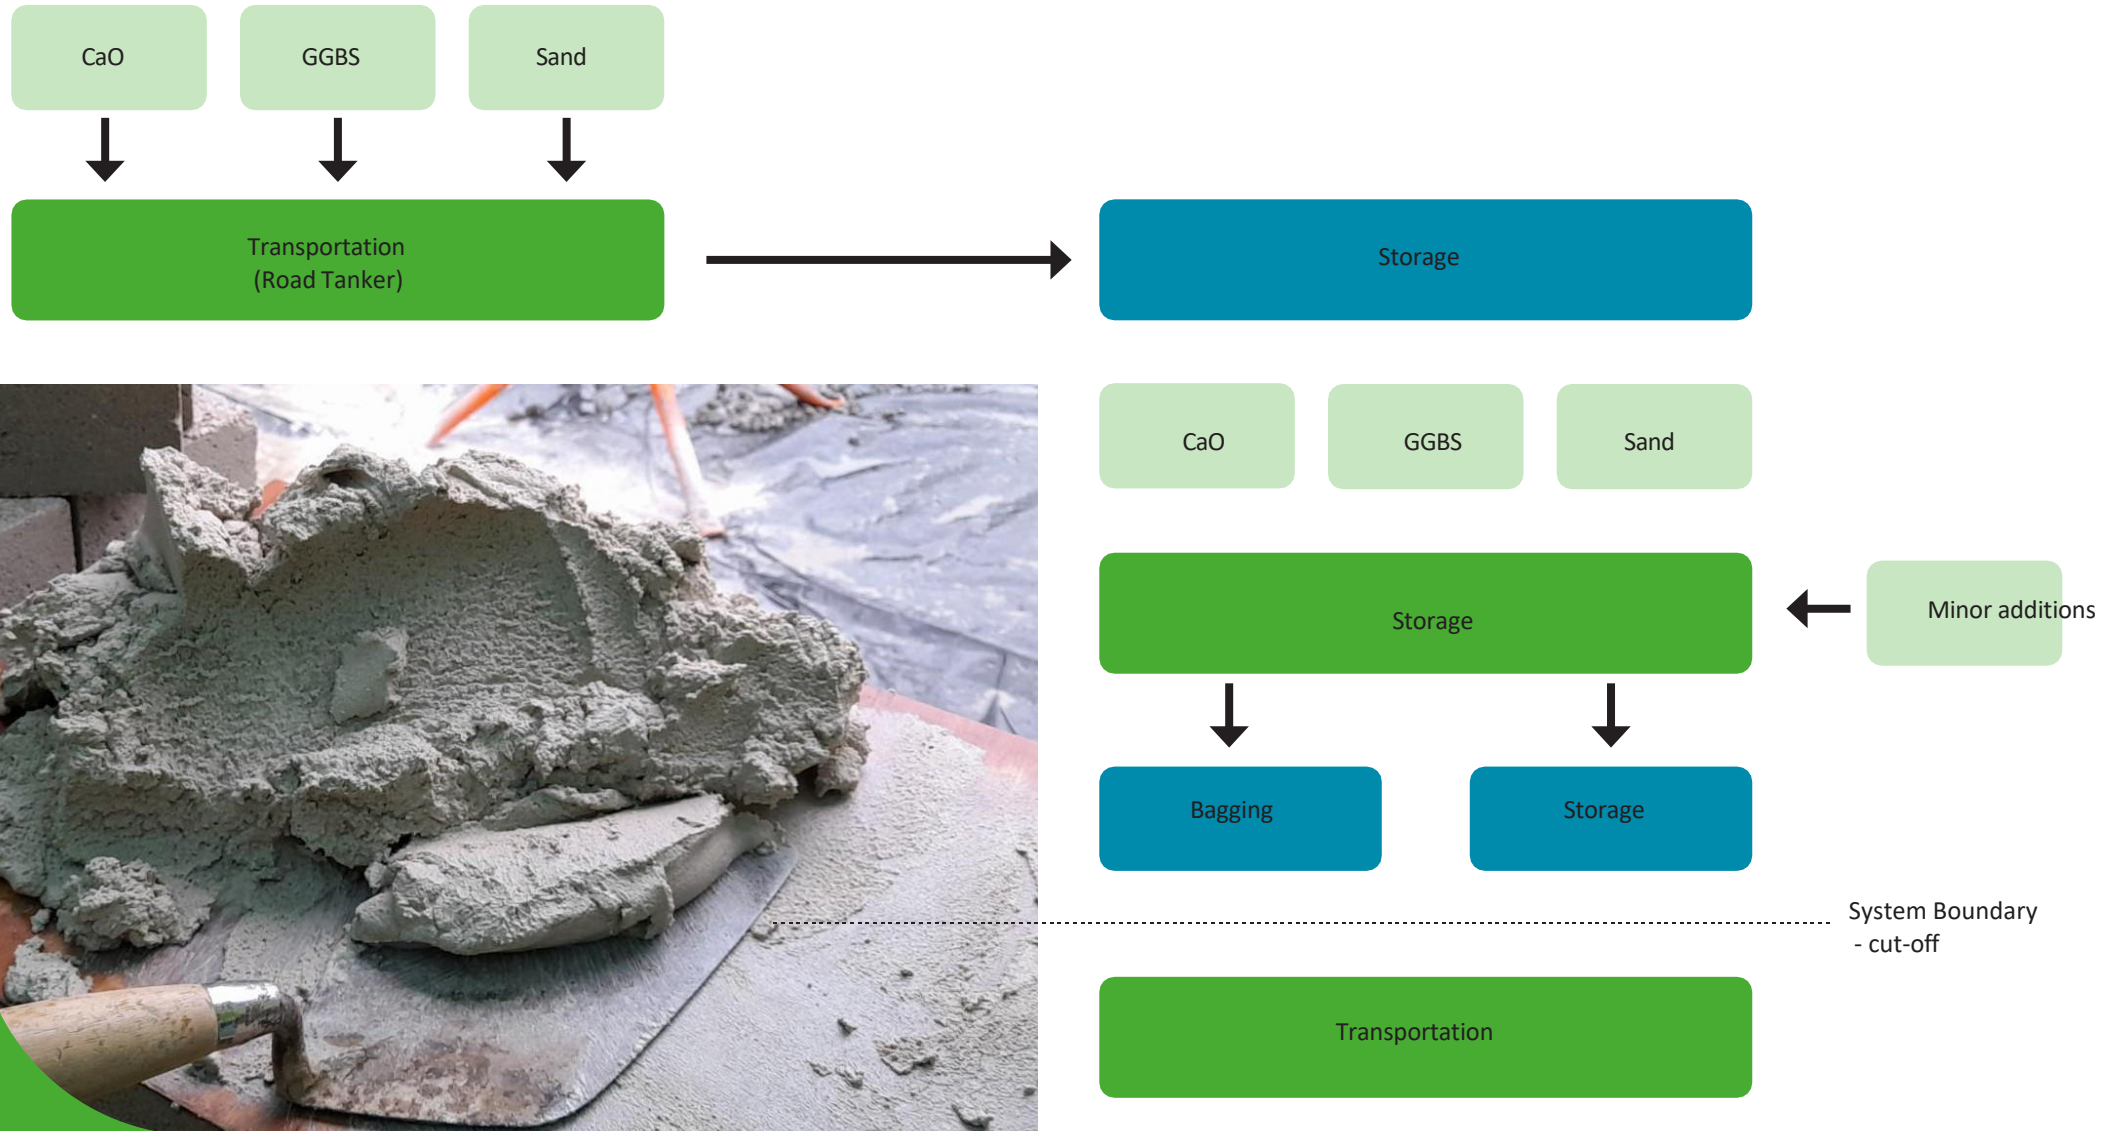 CaO
GGBS
Sand
Transportation
(Road Tanker)
Storage
CaO
GGBS
Sand
Storage
Minor additions
Bagging
Storage
System Boundary
- cut-off
Transportation